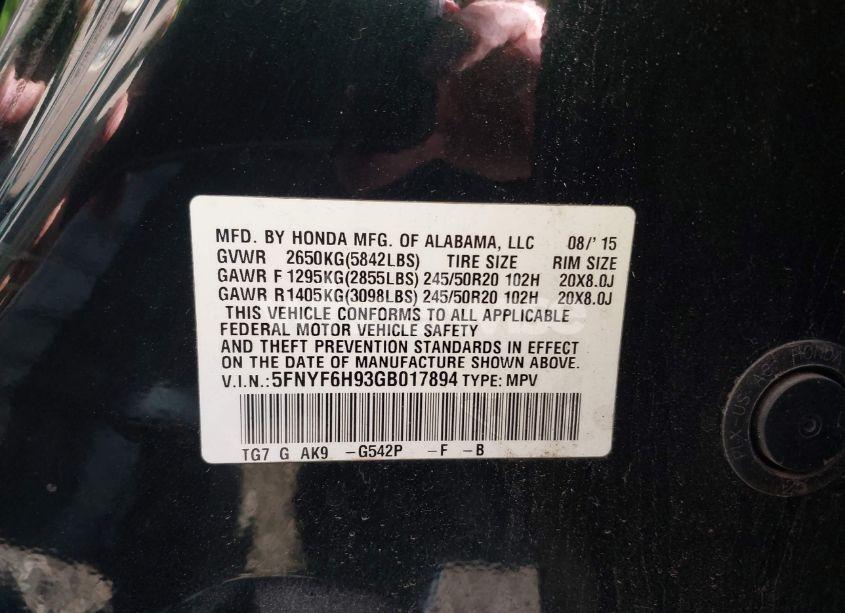 MFD. BY HONDA MFG. OF ALABAMA, LLC 08/'15
GVWR 2650KG(5842LBS) TIRE SIZE RIM SIZE
GAWR F 1295KG(2855LBS) 245/50R20 102H 20X8.0J
GAWR R 1405KG(3098LBS) 245/50R20 102H 20X8.0J
THIS VEHICLE CONFORMS TO ALL APPLICABLE
FEDERAL MOTOR VEHICLE SAFETY
AND THEFT PREVENTION STANDARDS IN EFFECT
ON THE DATE OF MANUFACTURE SHOWN ABOVE.
V.I.N.: 5FNYF6H93GB017894 TYPE: MPV
TG7 G AK9 -G542P -F -B
HONDA